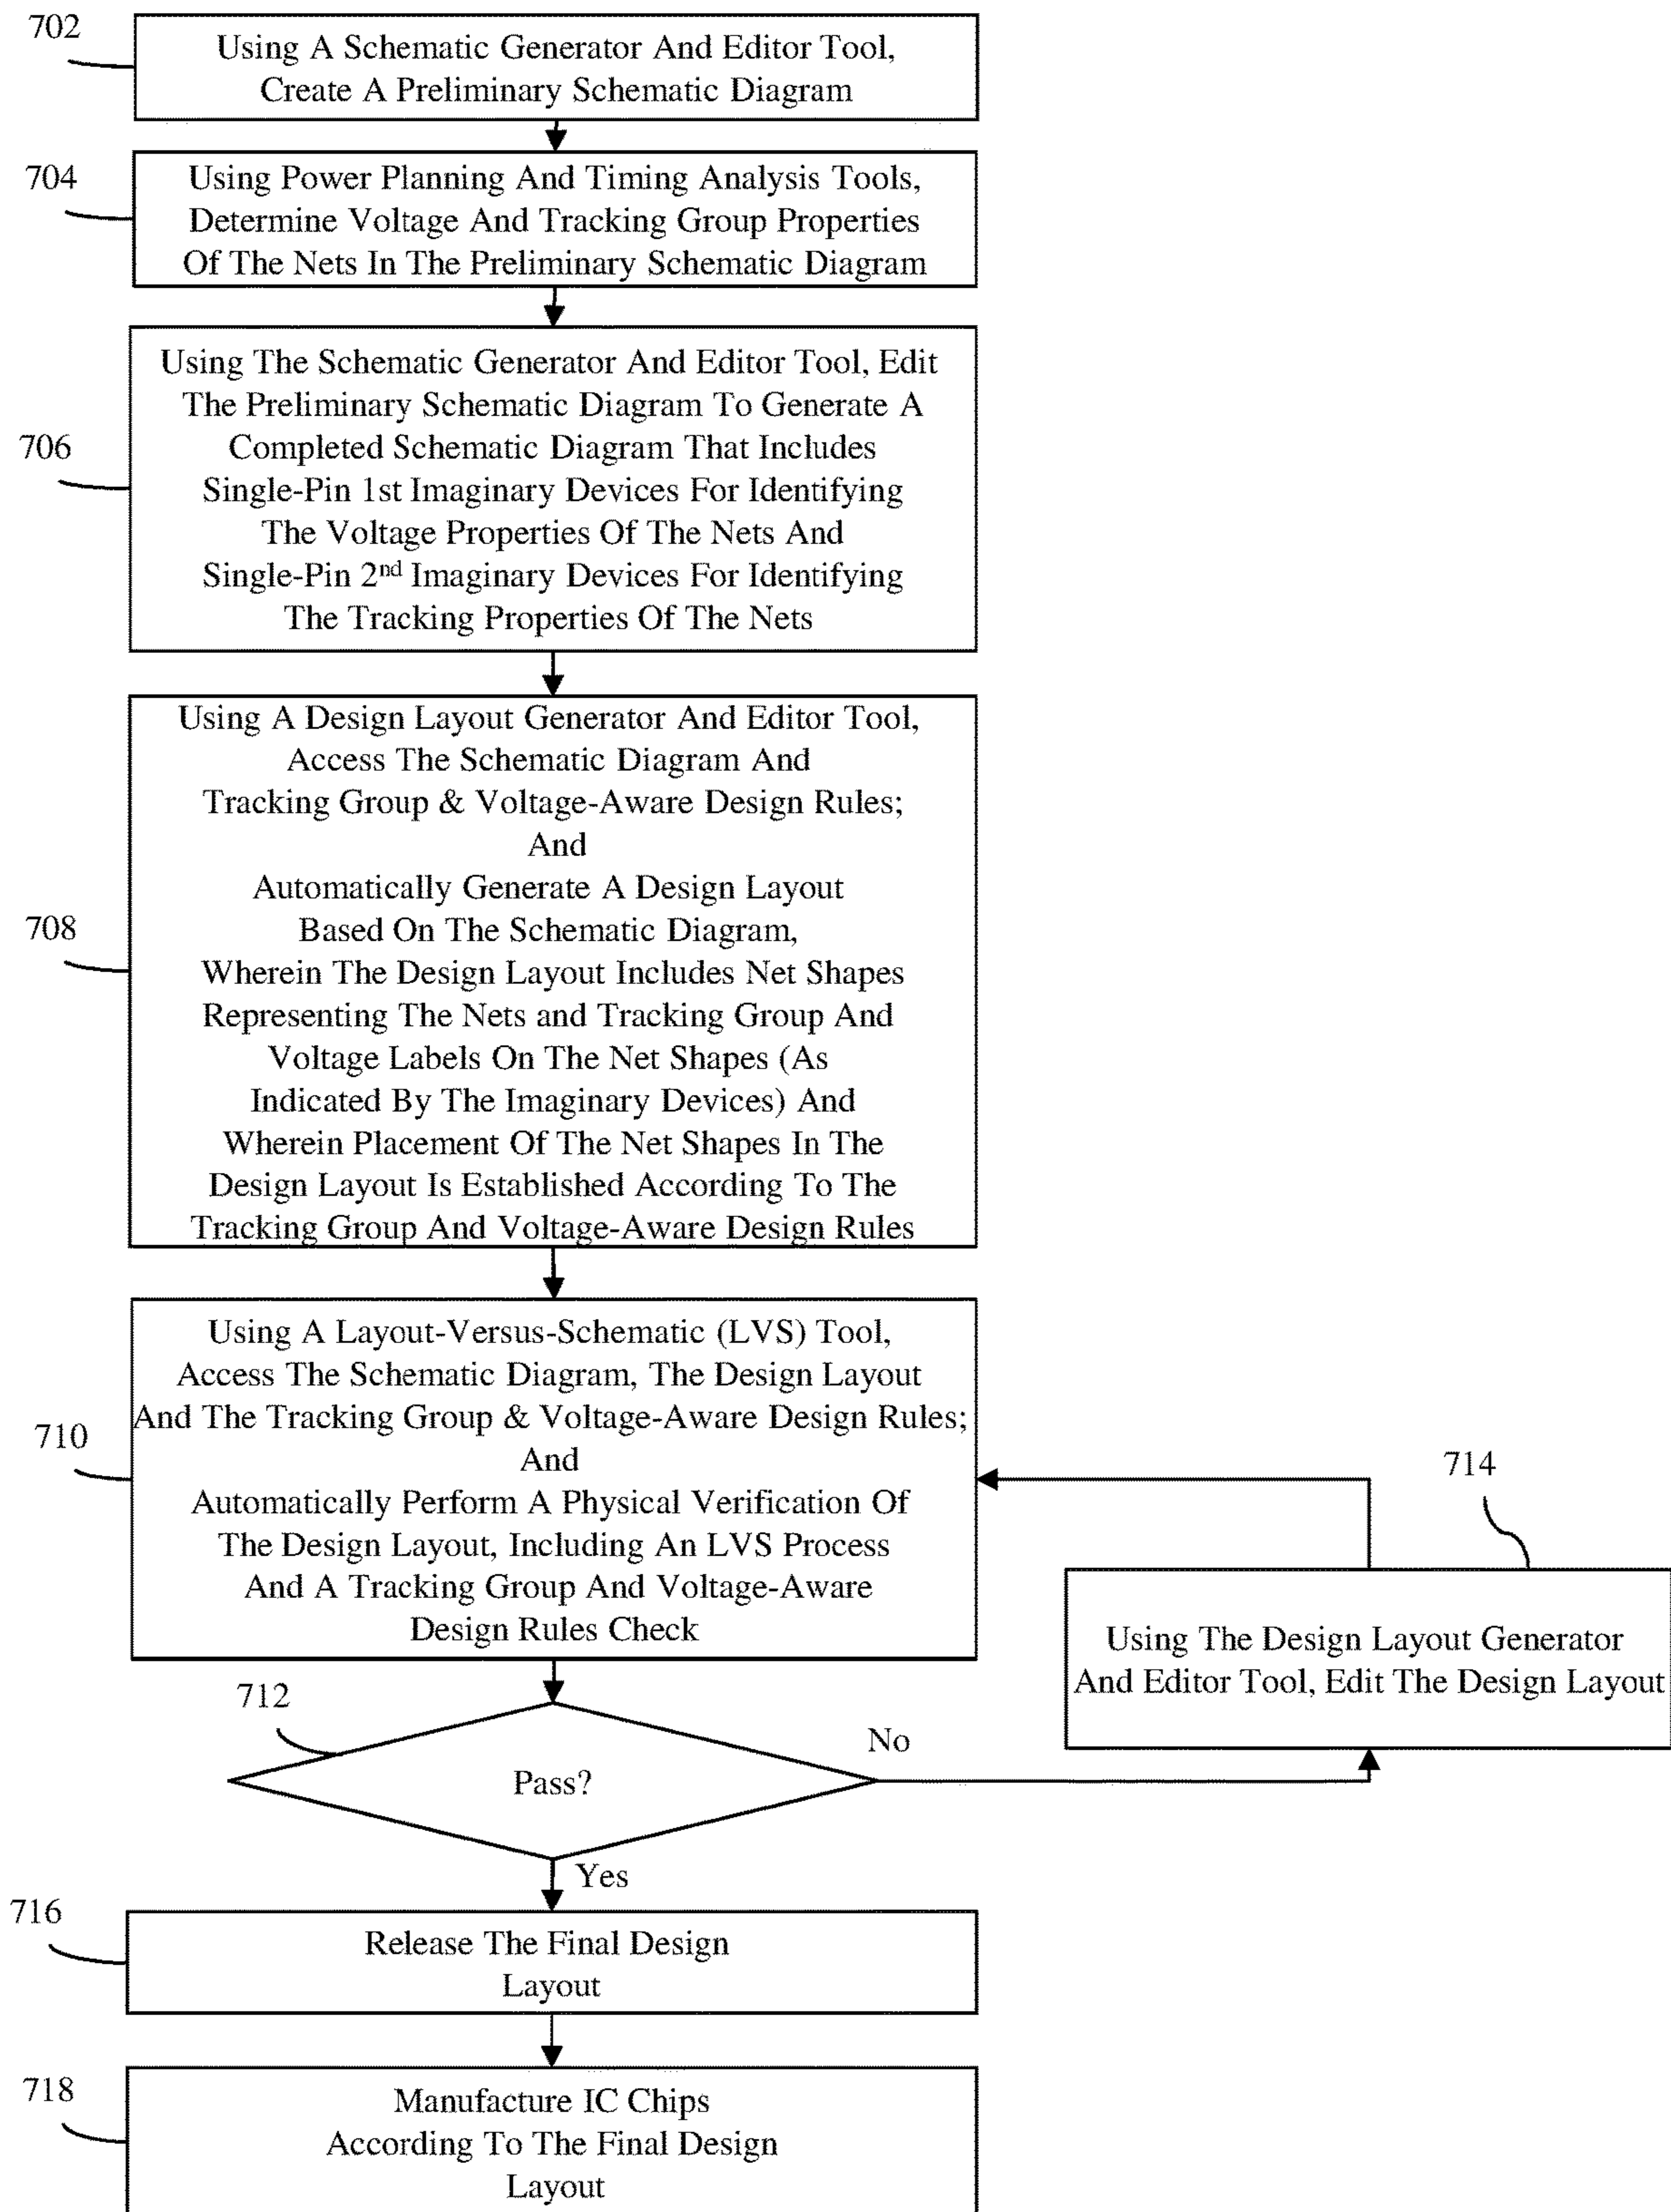 702
Using A Schematic Generator And Editor Tool,
Create A Preliminary Schematic Diagram
704
Using Power Planning And Timing Analysis Tools,
Determine Voltage And Tracking Group Properties
Of The Nets In The Preliminary Schematic Diagram
706
Using The Schematic Generator And Editor Tool, Edit
The Preliminary Schematic Diagram To Generate A
Completed Schematic Diagram That Includes
Single-Pin 1st Imaginary Devices For Identifying
The Voltage Properties Of The Nets And
Single-Pin 2nd Imaginary Devices For Identifying
The Tracking Properties Of The Nets
708
Using A Design Layout Generator And Editor Tool,
Access The Schematic Diagram And
Tracking Group & Voltage-Aware Design Rules;
And
Automatically Generate A Design Layout
Based On The Schematic Diagram,
Wherein The Design Layout Includes Net Shapes
Representing The Nets and Tracking Group And
Voltage Labels On The Net Shapes (As
Indicated By The Imaginary Devices) And
Wherein Placement Of The Net Shapes In The
Design Layout Is Established According To The
Tracking Group And Voltage-Aware Design Rules
710
Using A Layout-Versus-Schematic (LVS) Tool,
Access The Schematic Diagram, The Design Layout
And The Tracking Group & Voltage-Aware Design Rules;
And
Automatically Perform A Physical Verification Of
The Design Layout, Including An LVS Process
And A Tracking Group And Voltage-Aware
Design Rules Check
714
Using The Design Layout Generator
And Editor Tool, Edit The Design Layout
712
Pass?
No
Yes
716
Release The Final Design
Layout
718
Manufacture IC Chips
According To The Final Design
Layout